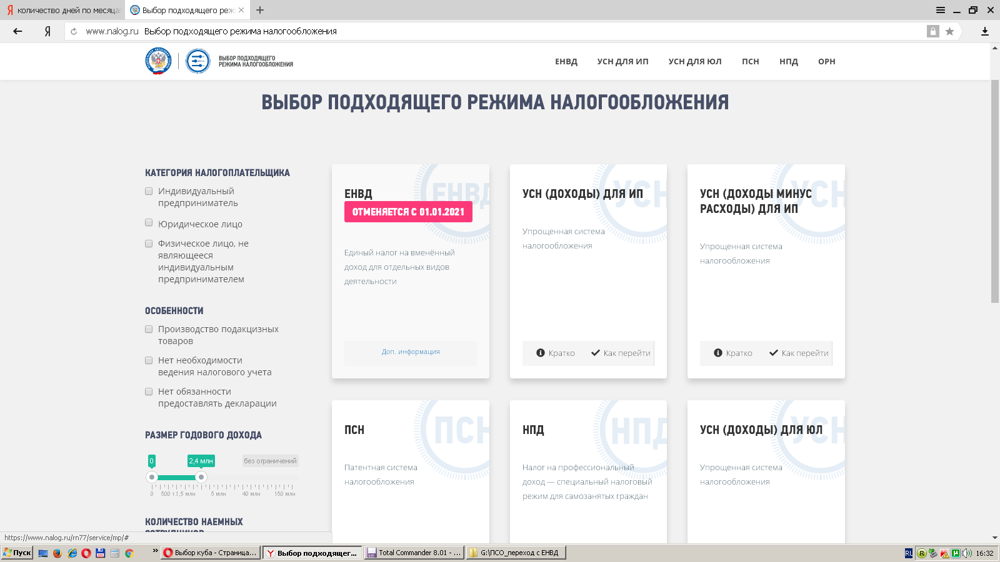 количество дней по месяца
Выбор подходящего реж
www.nalog.ru Выбор подходящего режима налогообложения
ВЫБОР ПОДХОДЯЩЕГО
РЕЖИМА НАЛОГООБЛОЖЕНИЯ
ЕНВД УСН ДЛЯ ИП УСН ДЛЯ ЮЛ ПСН НПД ОРН
ВЫБОР ПОДХОДЯЩЕГО РЕЖИМА НАЛОГООБЛОЖЕНИЯ
КАТЕГОРИЯ НАЛОГОПЛАТЕЛЬЩИКА
Индивидуальный
предприниматель
Юридическое лицо
Физическое лицо, не
являющееся
индивидуальным
предпринимателем
ОСОБЕННОСТИ
Производство подакцизных
товаров
Нет необходимости
ведения налогового учета
Нет обязанности
предоставлять декларации
РАЗМЕР ГОДОВОГО ДОХОДА
0 2,4 млн без ограничений
0 500 т. 1,5 млн 5 млн 40 млн 150 млн
КОЛИЧЕСТВО НАЕМНЫХ
СОТРУДНИКОВ
ЕНВД
ЕНВД
ОТМЕНЯЕТСЯ С 01.01.2021
Единый налог на вменённый
доход для отдельных видов
деятельности
Доп. информация
УСН
УСН (ДОХОДЫ) ДЛЯ ИП
Упрощенная система
налогообложения
Кратко Как перейти
УСН
УСН (ДОХОДЫ МИНУС
РАСХОДЫ) ДЛЯ ИП
Упрощенная система
налогообложения
Кратко Как перейти
ПСН
ПСН
Патентная система
налогообложения
НПД
НПД
Налог на профессиональный
доход — специальный налоговый
режим для самозанятых граждан
УСН
УСН (ДОХОДЫ) ДЛЯ ЮЛ
Упрощенная система
налогообложения
https://www.nalog.ru/rn77/service/mp/#
Пуск
Выбор куба - Страница...
Выбор подходящег...
Total Commander 8.01 - ...
G:\ПСО_переход с ЕНВД
RU
16:32